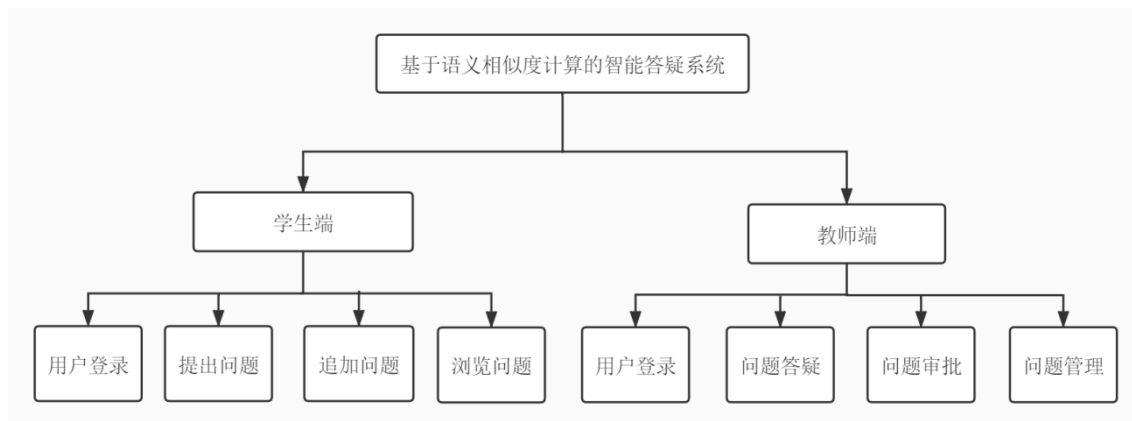 基于语义相似度计算的智能答疑系统
学生端
教师端
用户登录
提出问题
追加问题
浏览问题
用户登录
问题答疑
问题审批
问题管理